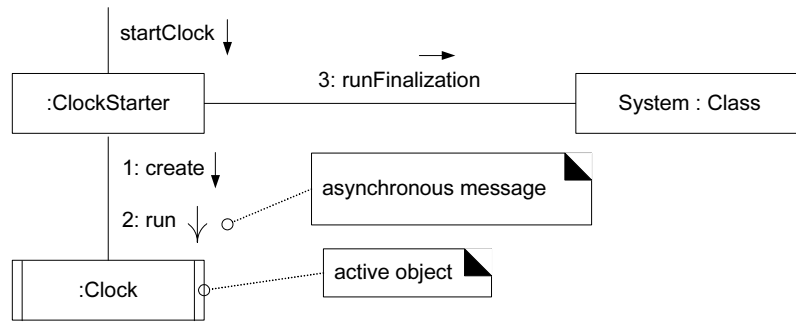 startClock
:ClockStarter
3: runFinalization
System : Class
1: create
asynchronous message
2: run
:Clock
active object